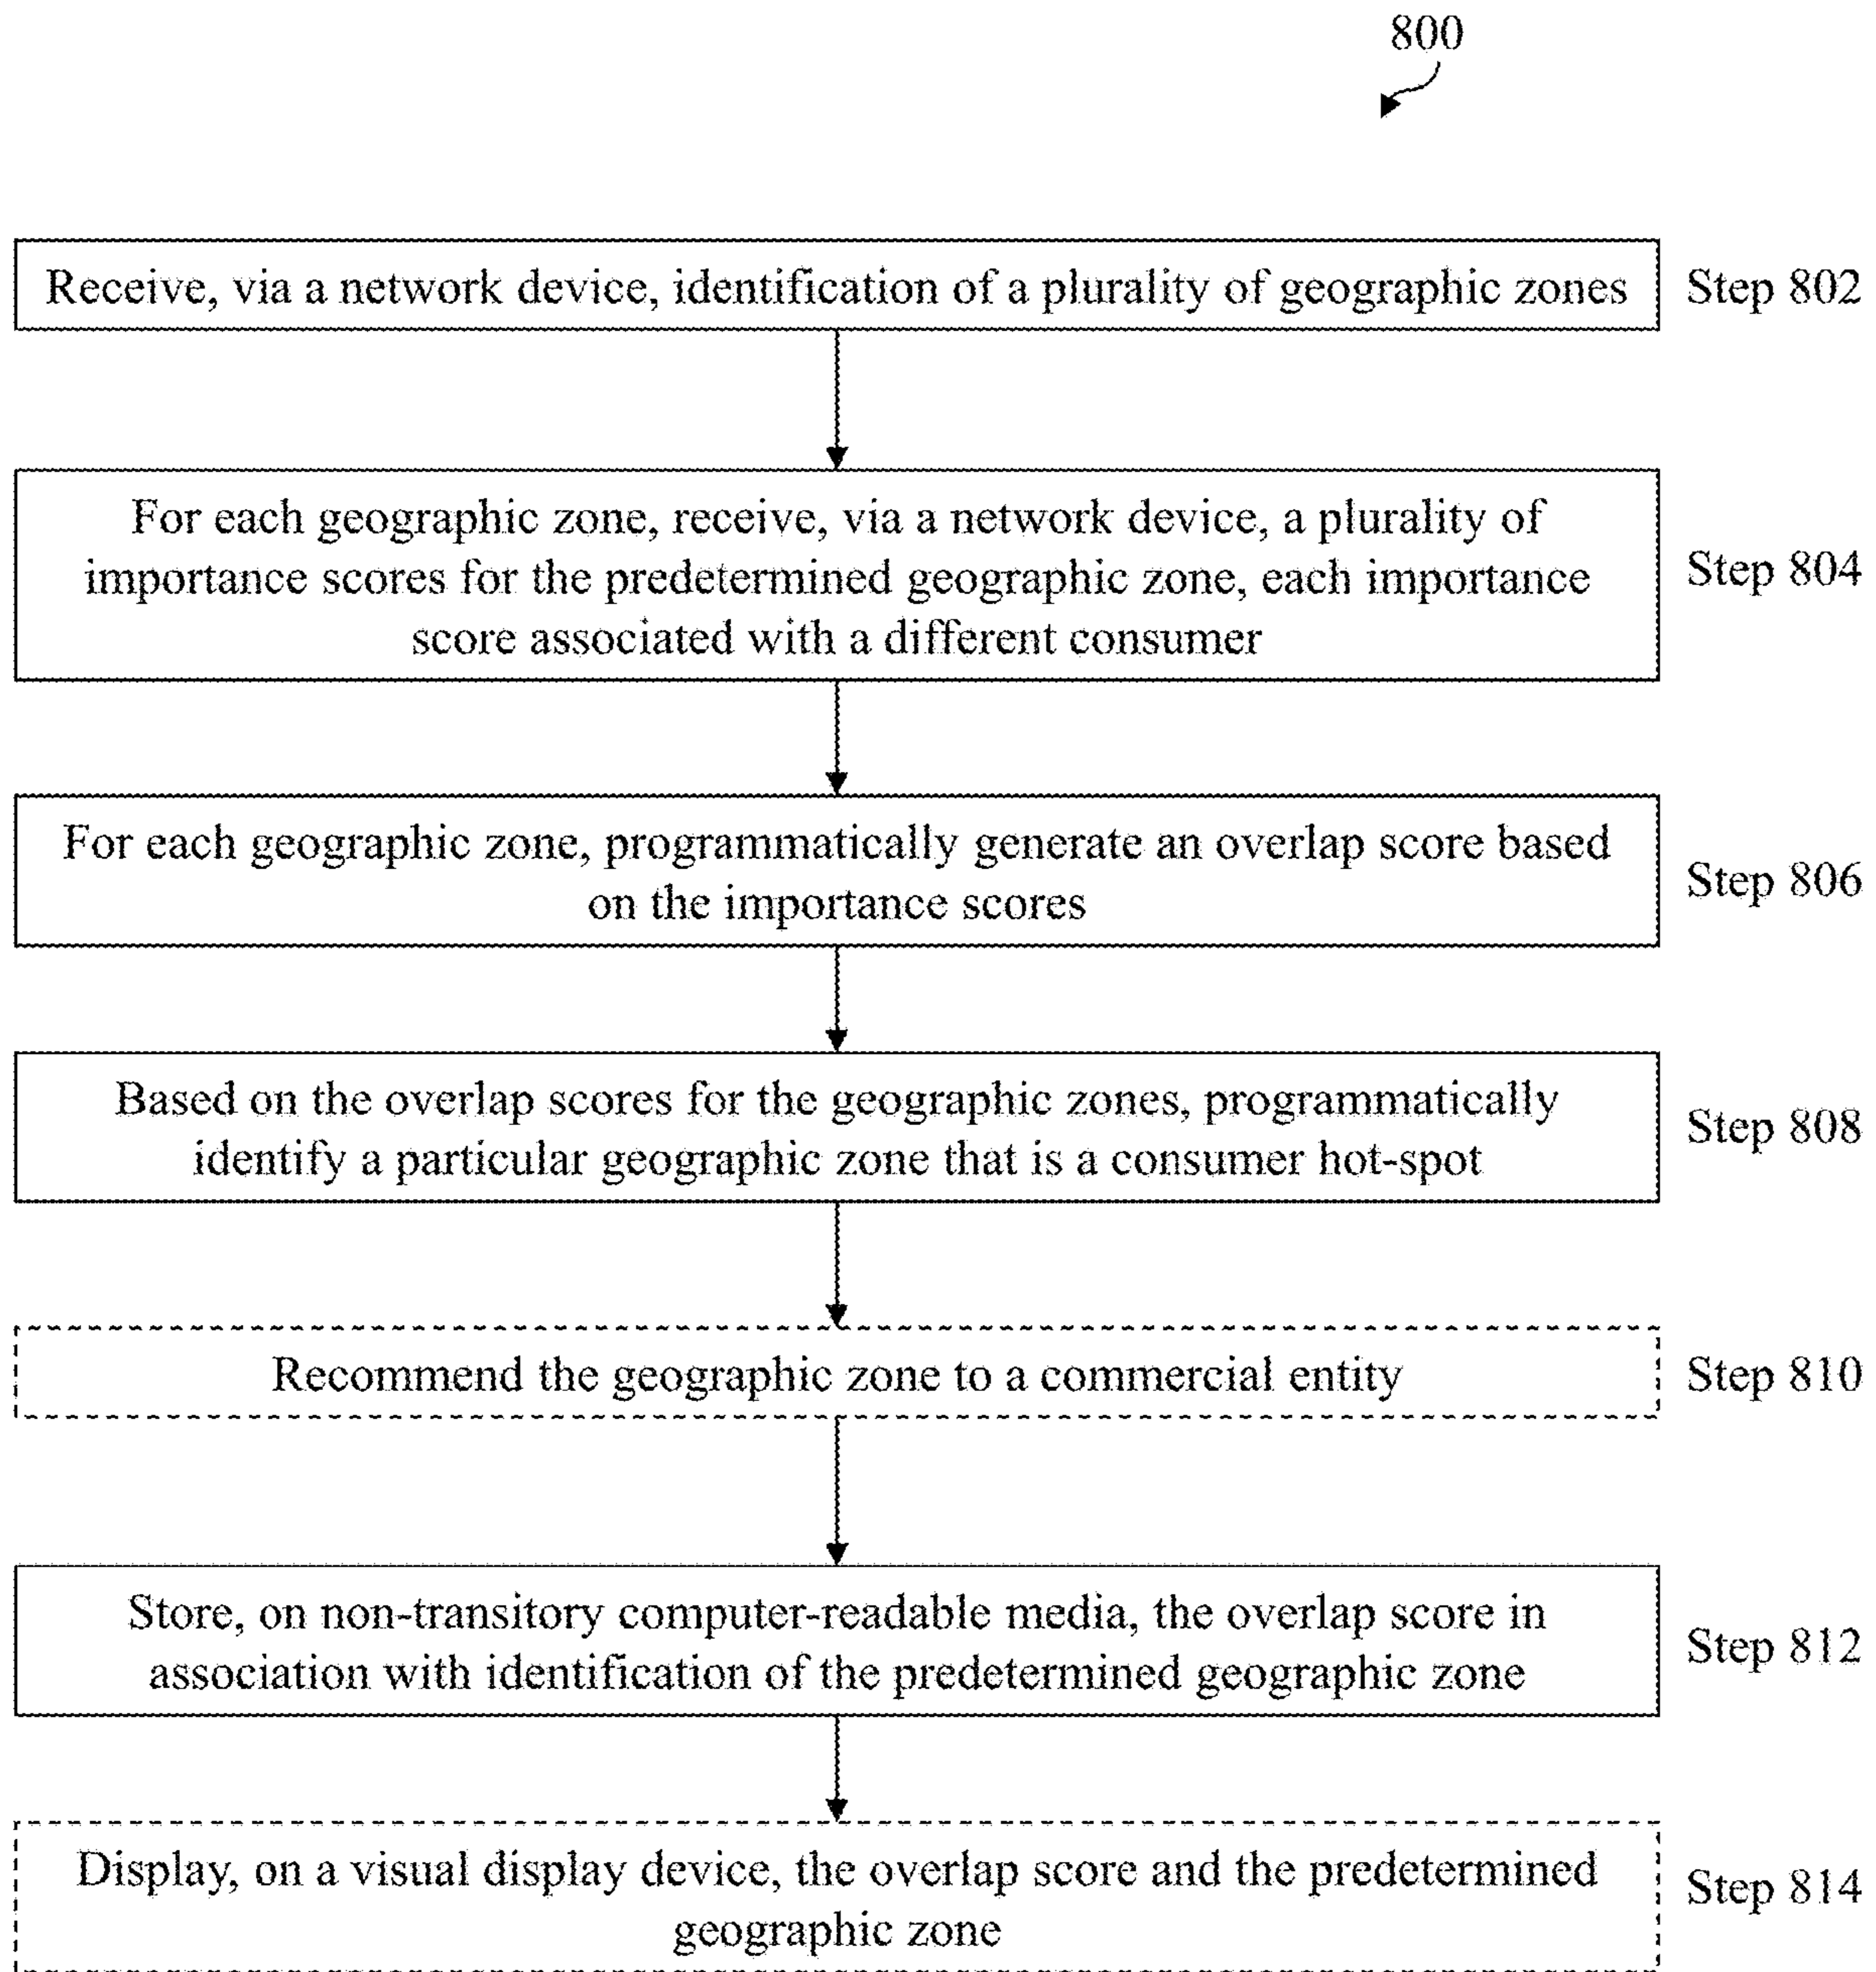 800
Receive, via a network device, identification of a plurality of geographic zones
Step 802
For each geographic zone, receive, via a network device, a plurality of
importance scores for the predetermined geographic zone, each importance
score associated with a different consumer
Step 804
For each geographic zone, programmatically generate an overlap score based
on the importance scores
Step 806
Based on the overlap scores for the geographic zones, programmatically
identify a particular geographic zone that is a consumer hot-spot
Step 808
Recommend the geographic zone to a commercial entity
Step 810
Store, on non-transitory computer-readable media, the overlap score in
association with identification of the predetermined geographic zone
Step 812
Display, on a visual display device, the overlap score and the predetermined
geographic zone
Step 814